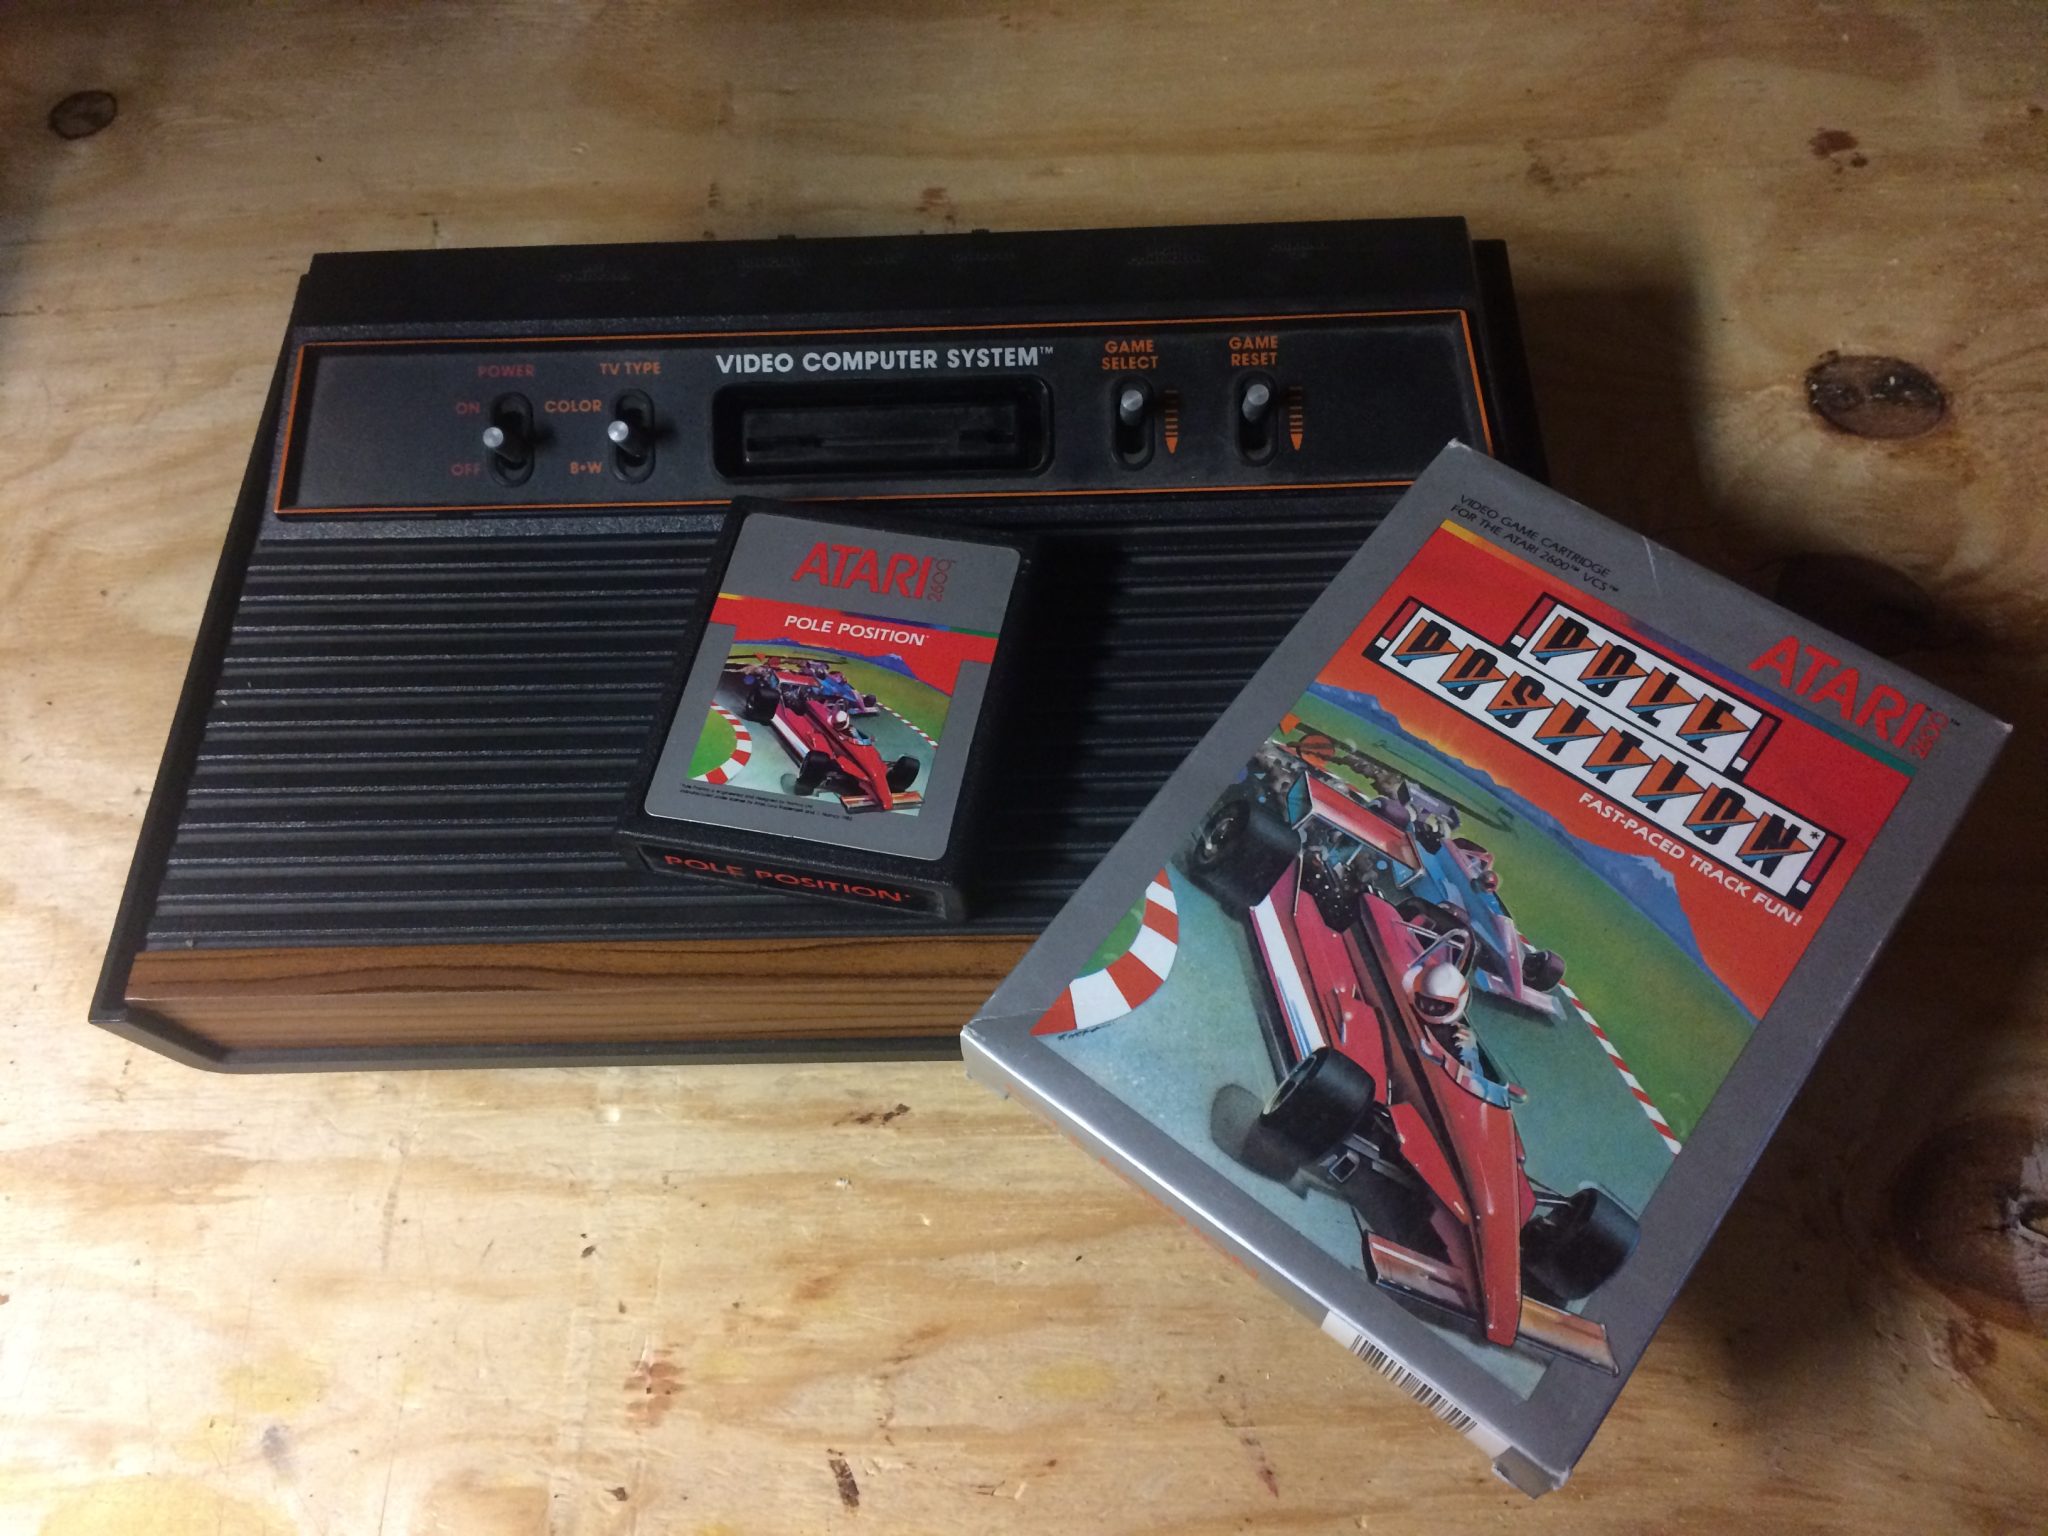 POWER
ON
OFF
TV TYPE
COLOR
B•W
VIDEO COMPUTER SYSTEM™
GAME
SELECT
GAME
RESET
ATARI 2600
POLE POSITION*
POLE POSITION*
VIDEO GAME CARTRIDGE
FOR THE ATARI 2600™ VCS™
ATARI 2600™
POLE
POSITION*
FAST-PACED TRACK FUN!